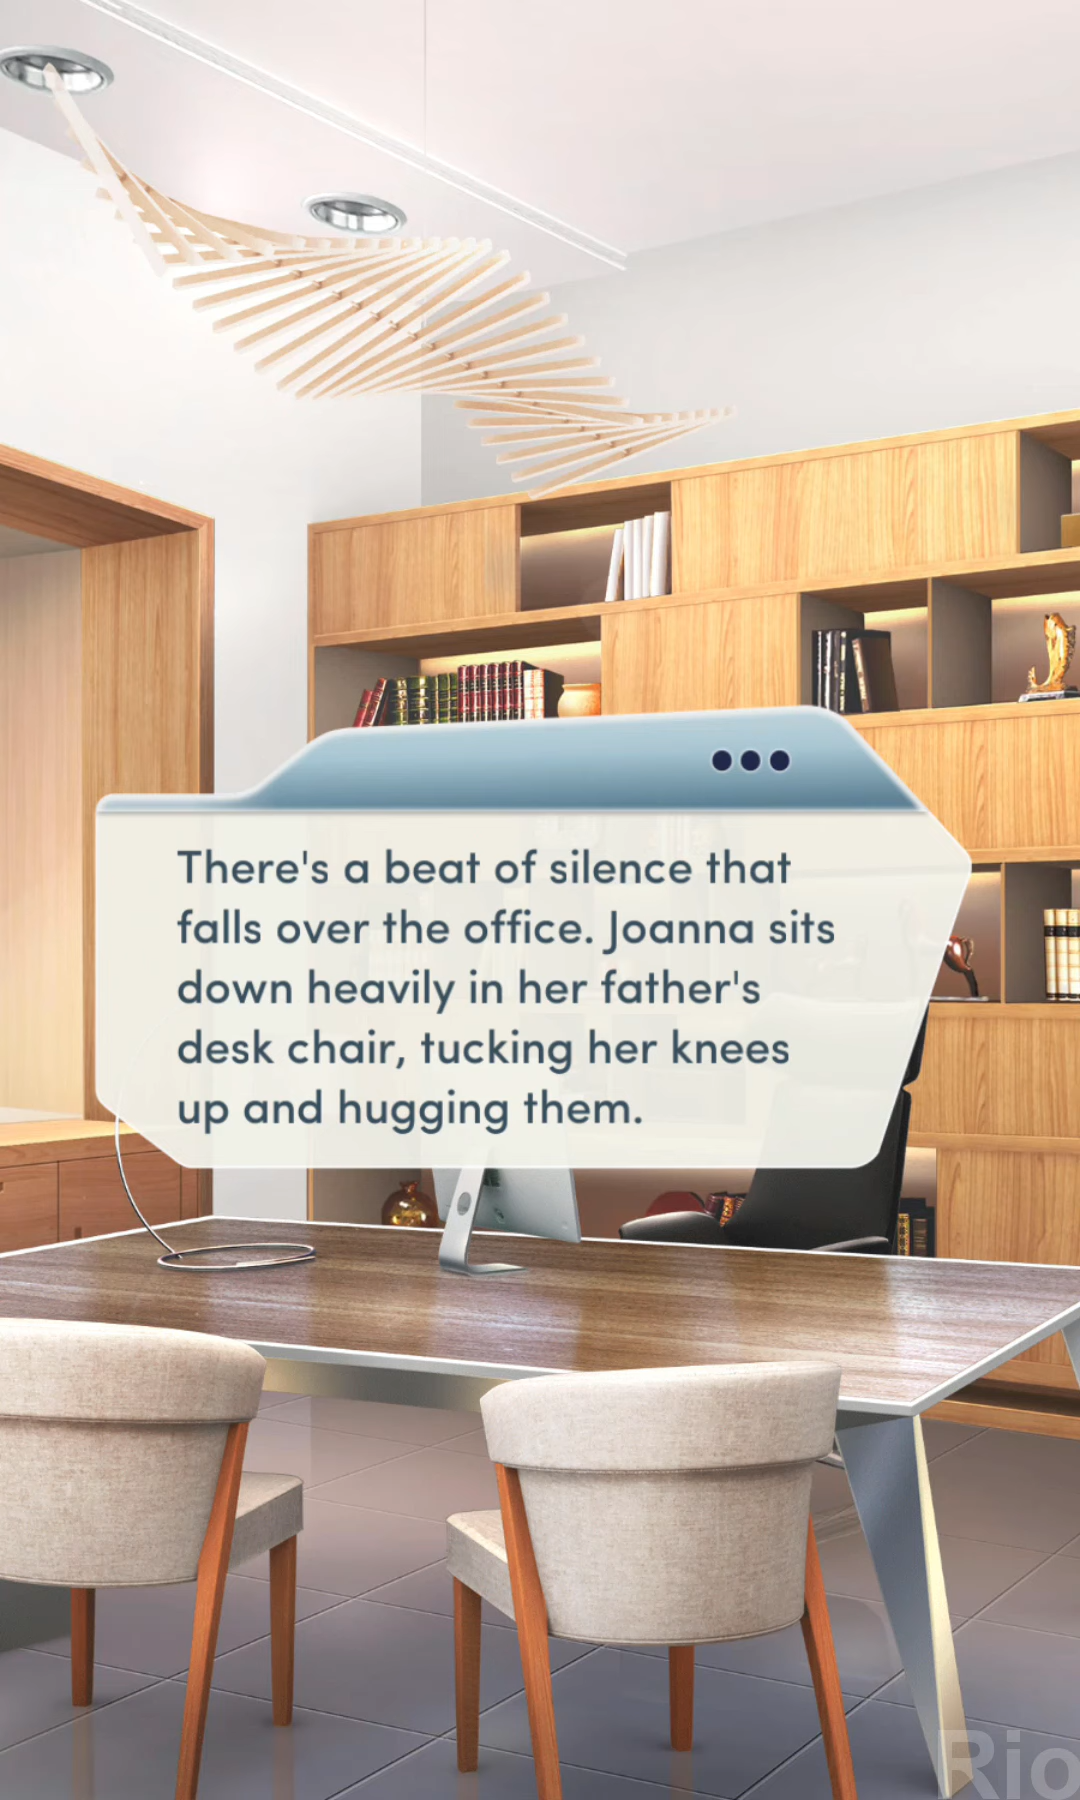 There's a beat of silence that
falls over the office. Joanna sits
down heavily in her father's
desk chair, tucking her knees
up and hugging them.
Rio